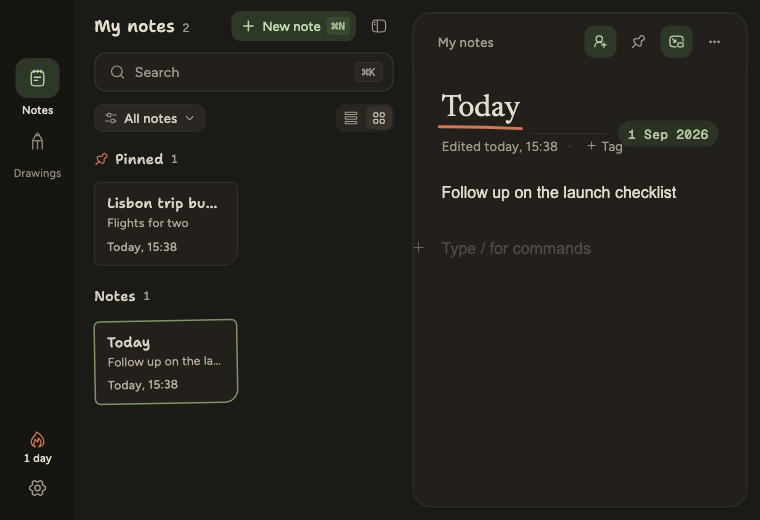 Notes
Drawings
1 day
My notes 2
+ New note ⌘N
Search ⌘K
All notes
Pinned 1
Lisbon trip bu...
Flights for two
Today, 15:38
Notes 1
Today
Follow up on the la...
Today, 15:38
My notes
Today
1 Sep 2026
Edited today, 15:38 · + Tag
Follow up on the launch checklist
+ Type / for commands